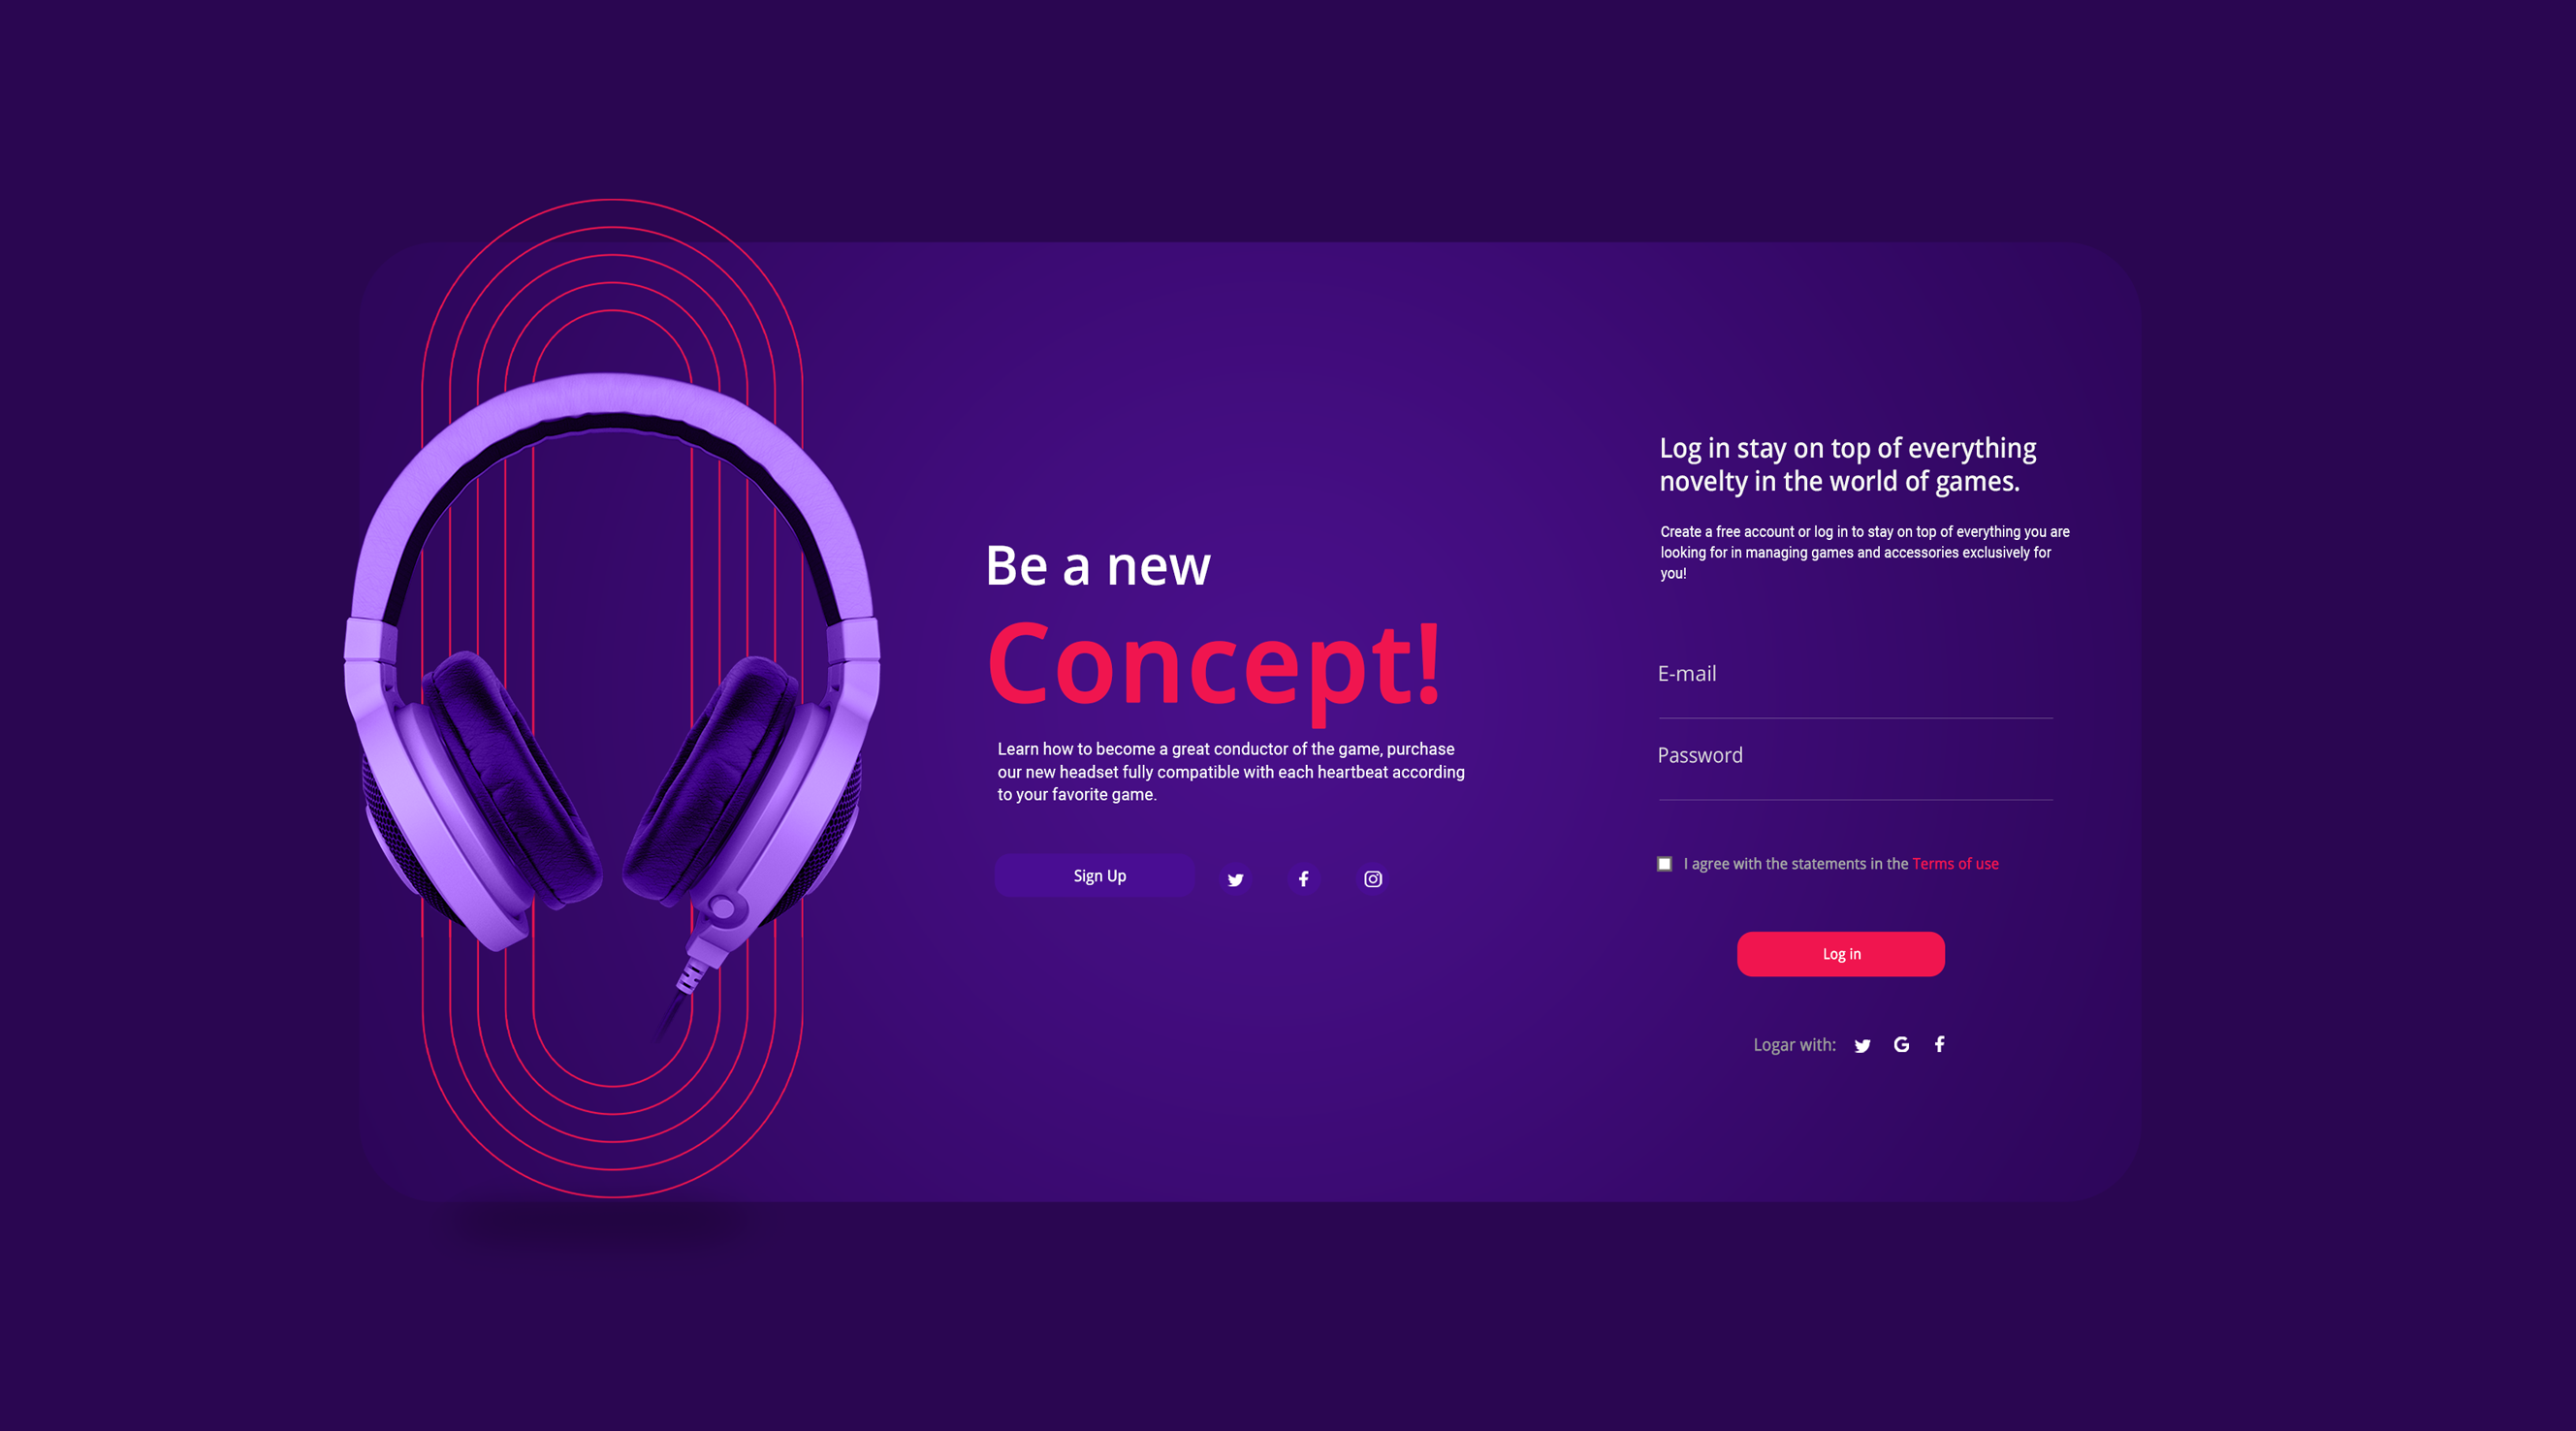 Be a new
Concept!
Learn how to become a great conductor of the game, purchase
our new headset fully compatible with each heartbeat according
to your favorite game.
Sign Up
Log in stay on top of everything
novelty in the world of games.
Create a free account or log in to stay on top of everything you are
looking for in managing games and accessories exclusively for
you!
E-mail
Password
I agree with the statements in the Terms of use
Log in
Logar with: